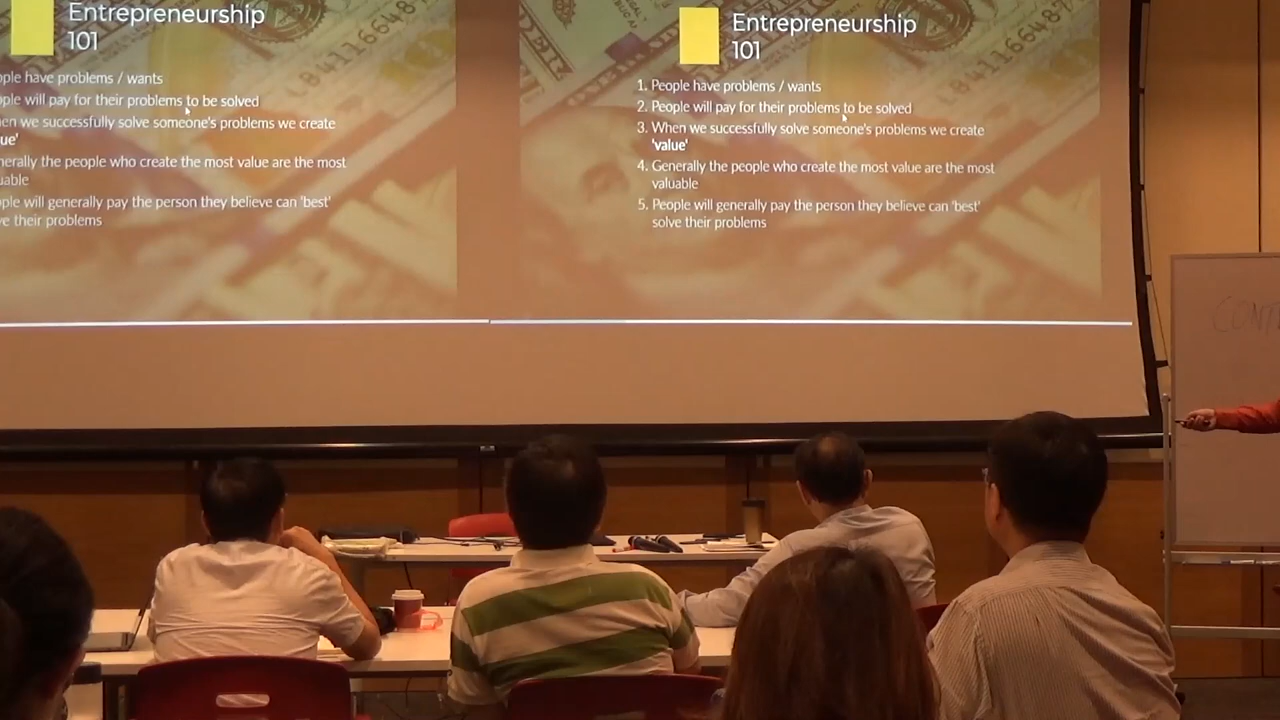 Entrepreneurship
101
ple have problems / wants
ople will pay for their problems to be solved
en we successfully solve someone's problems we create
ue'
nerally the people who create the most value are the most
uable
ople will generally pay the person they believe can 'best'
ve their problems
Entrepreneurship
101
1. People have problems / wants
2. People will pay for their problems to be solved
3. When we successfully solve someone's problems we create
'value'
4. Generally the people who create the most value are the most
valuable
5. People will generally pay the person they believe can 'best'
solve their problems
CONT